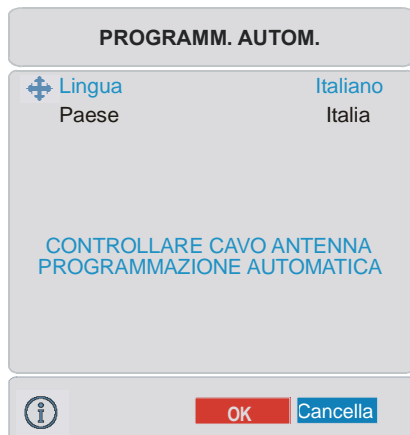 PROGRAMM. AUTOM.
Lingua Italiano
Paese Italia
CONTROLLARE CAVO ANTENNA
PROGRAMMAZIONE AUTOMATICA
OK Cancella